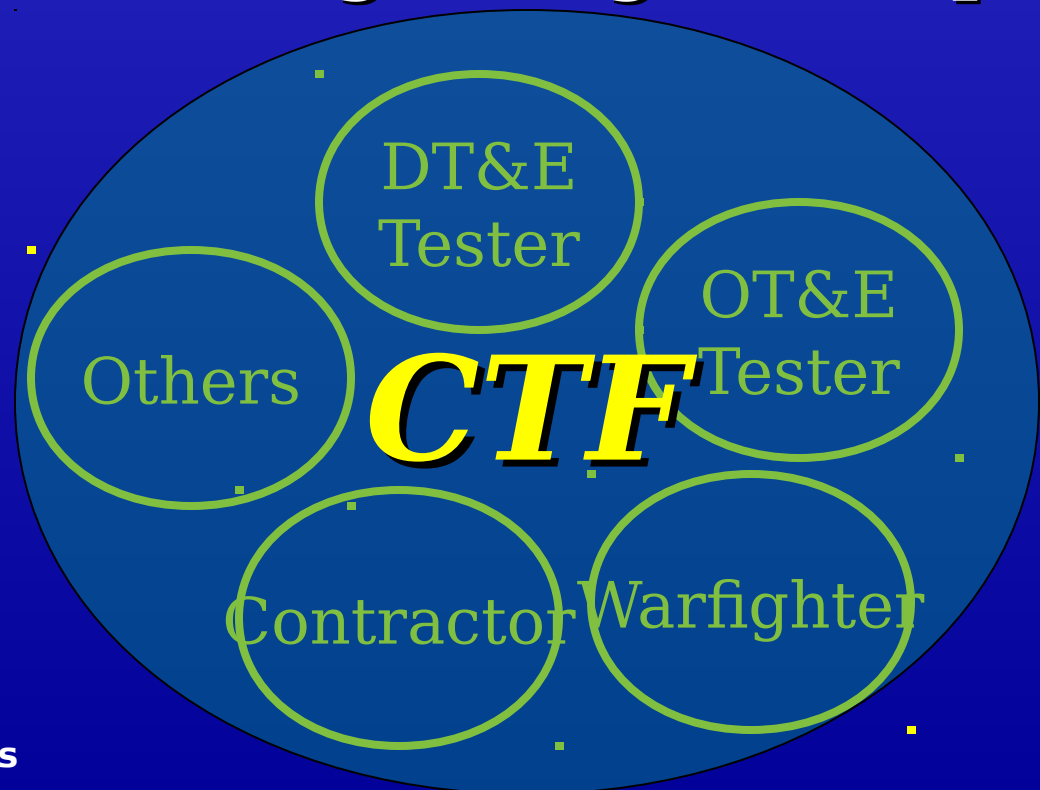 DT&E
Tester
OT&E
Tester
Others
CTF
Contractor
Warfighter
s